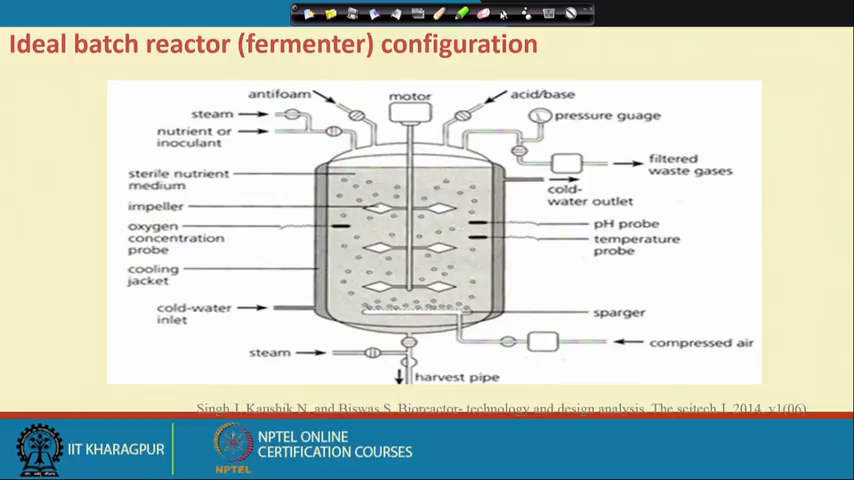 Ideal batch reactor (fermenter) configuration
antifoam
motor
acid/base
steam
pressure guage
nutrient or
inoculant
filtered
waste gases
sterile nutrient
medium
cold-
water outlet
impeller
oxygen
concentration
probe
pH probe
temperature
probe
cooling
jacket
cold-water
inlet
sparger
steam
compressed air
harvest pipe
Singh J, Kaushik N, and Biswas S. Bioreactor- technology and design analysis. The scitech J. 2014. v1(06)
IIT KHARAGPUR
NPTEL
NPTEL ONLINE
CERTIFICATION COURSES